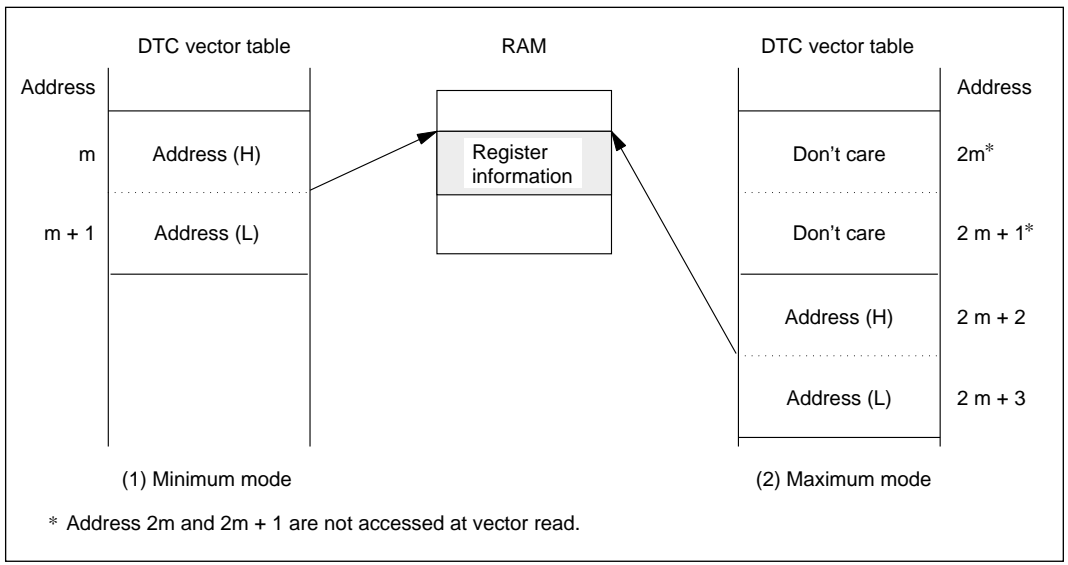 DTC vector table RAM DTC vector table
Address Address
m Address (H) Register Don't care 2m*
information
m + 1 Address (L) Don't care 2 m + 1*
Address (H) 2 m + 2
Address (L) 2 m + 3
(1) Minimum mode (2) Maximum mode
* Address 2m and 2m + 1 are not accessed at vector read.